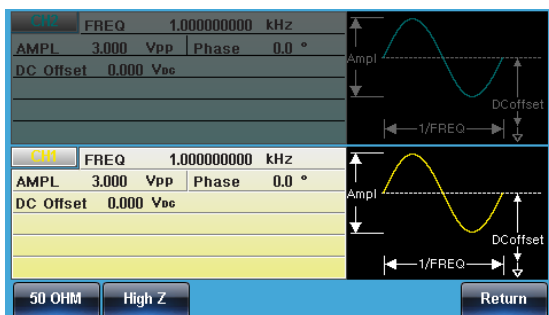 CH2 FREQ 1.000000000 kHz
AMPL 3.000 Vpp Phase 0.0 °
DC Offset 0.000 VDC
Ampl
DCoffset
1/FREQ
CH1 FREQ 1.000000000 kHz
AMPL 3.000 Vpp Phase 0.0 °
DC Offset 0.000 VDC
Ampl
DCoffset
1/FREQ
50 OHM High Z Return